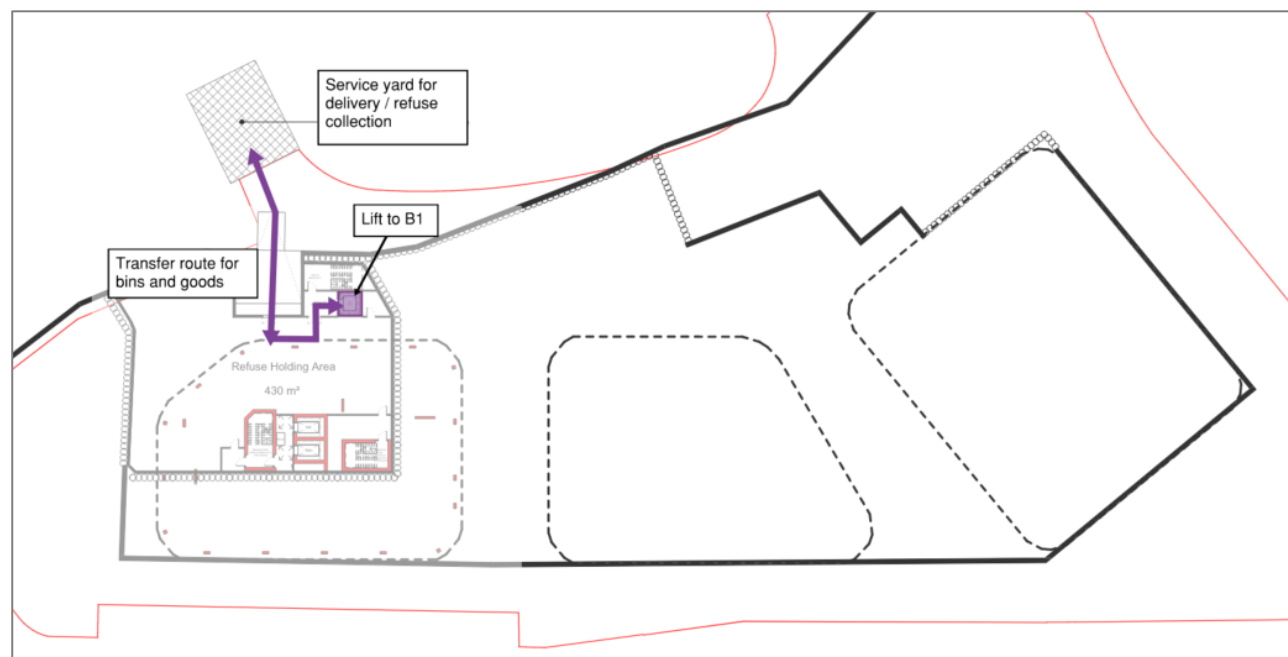 Service yard for
delivery / refuse
collection
Lift to B1
Transfer route for
bins and goods
Refuse Holding Area
430 m²